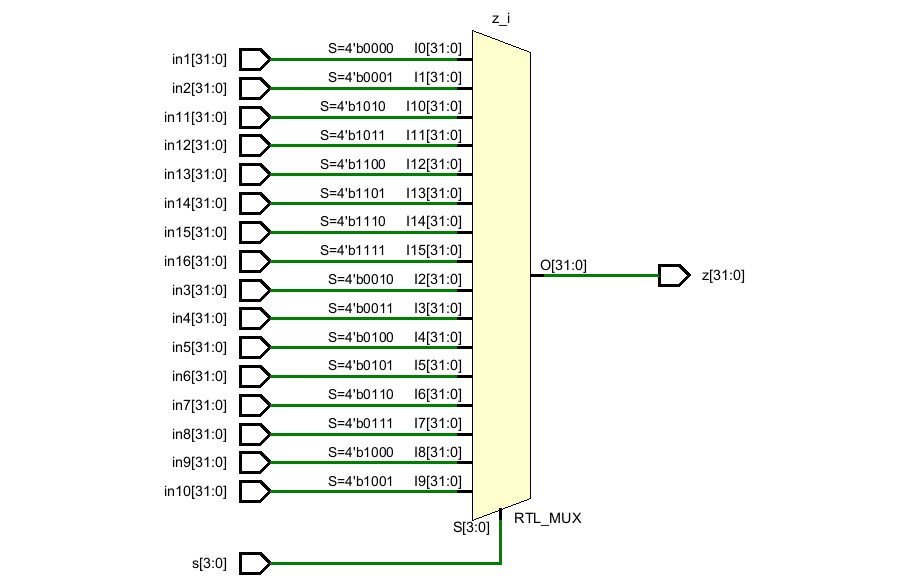 z_i
in1[31:0] S=4'b0000 I0[31:0]
in2[31:0] S=4'b0001 I1[31:0]
in11[31:0] S=4'b1010 I10[31:0]
in12[31:0] S=4'b1011 I11[31:0]
in13[31:0] S=4'b1100 I12[31:0]
in14[31:0] S=4'b1101 I13[31:0]
in15[31:0] S=4'b1110 I14[31:0]
in16[31:0] S=4'b1111 I15[31:0]
O[31:0] z[31:0]
in3[31:0] S=4'b0010 I2[31:0]
in4[31:0] S=4'b0011 I3[31:0]
in5[31:0] S=4'b0100 I4[31:0]
in6[31:0] S=4'b0101 I5[31:0]
in7[31:0] S=4'b0110 I6[31:0]
in8[31:0] S=4'b0111 I7[31:0]
in9[31:0] S=4'b1000 I8[31:0]
in10[31:0] S=4'b1001 I9[31:0]
S[3:0] RTL_MUX
s[3:0]